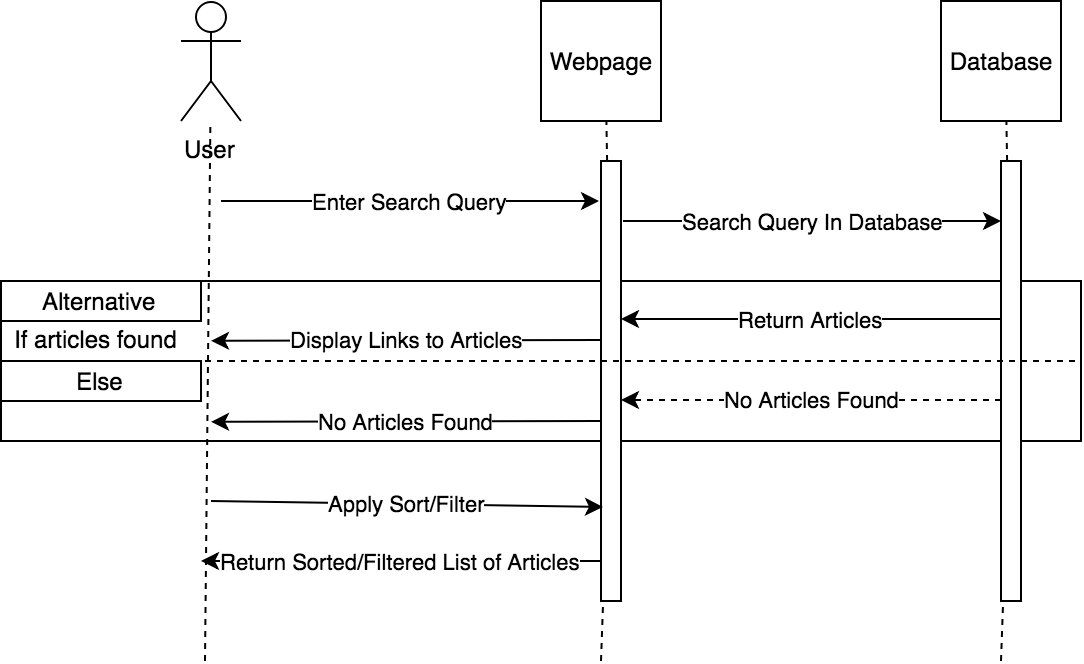 User
Webpage
Database
Enter Search Query
Search Query In Database
Alternative
If articles found
Return Articles
Display Links to Articles
Else
No Articles Found
No Articles Found
Apply Sort/Filter
Return Sorted/Filtered List of Articles